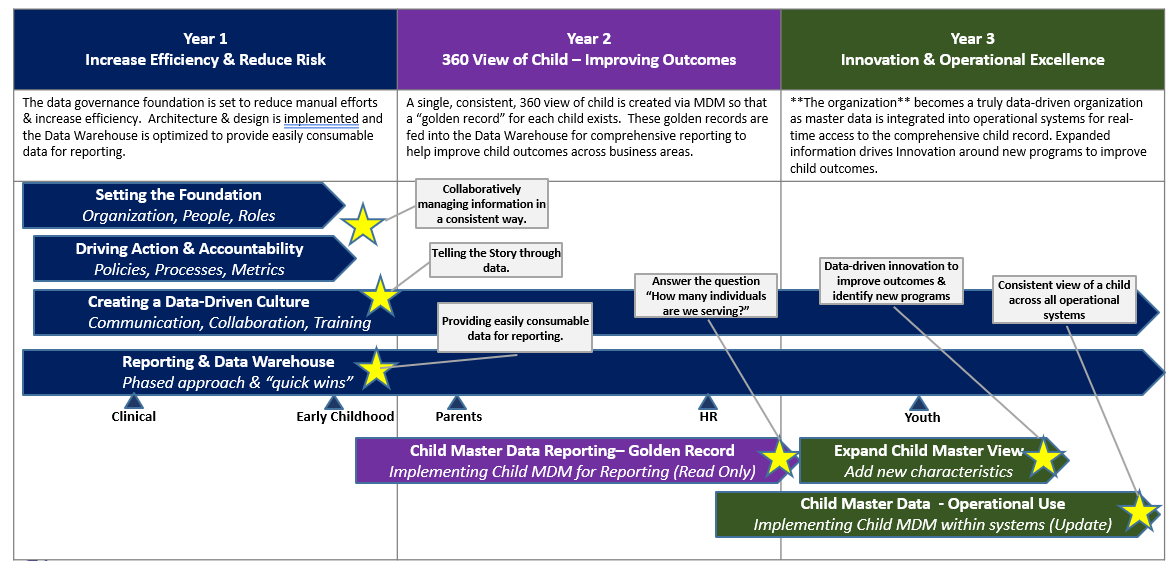 Year 1
Increase Efficiency & Reduce Risk
Year 2
360 View of Child – Improving Outcomes
Year 3
Innovation & Operational Excellence
The data governance foundation is set to reduce manual efforts
& increase efficiency.  Architecture & design is implemented and
the Data Warehouse is optimized to provide easily consumable
data for reporting.
A single, consistent, 360 view of child is created via MDM so that
a “golden record” for each child exists.  These golden records are
fed into the Data Warehouse for comprehensive reporting to
help improve child outcomes across business areas.
**The organization** becomes a truly data-driven organization
as master data is integrated into operational systems for real-
time access to the comprehensive child record. Expanded
information drives Innovation around new programs to improve
child outcomes.
Setting the Foundation
Organization, People, Roles
Collaboratively
managing information in
a consistent way.
Driving Action & Accountability
Policies, Processes, Metrics
Telling the Story through
data.
Creating a Data-Driven Culture
Communication, Collaboration, Training
Providing easily consumable
data for reporting.
Answer the question
“How many individuals
are we serving?”
Data-driven innovation to
improve outcomes &
identify new programs
Consistent view of a child
across all operational
systems
Reporting & Data Warehouse
Phased approach & “quick wins”
Clinical
Early Childhood
Parents
HR
Youth
Child Master Data Reporting– Golden Record
Implementing Child MDM for Reporting (Read Only)
Expand Child Master View
Add new characteristics
Child Master Data  - Operational Use
Implementing Child MDM within systems (Update)